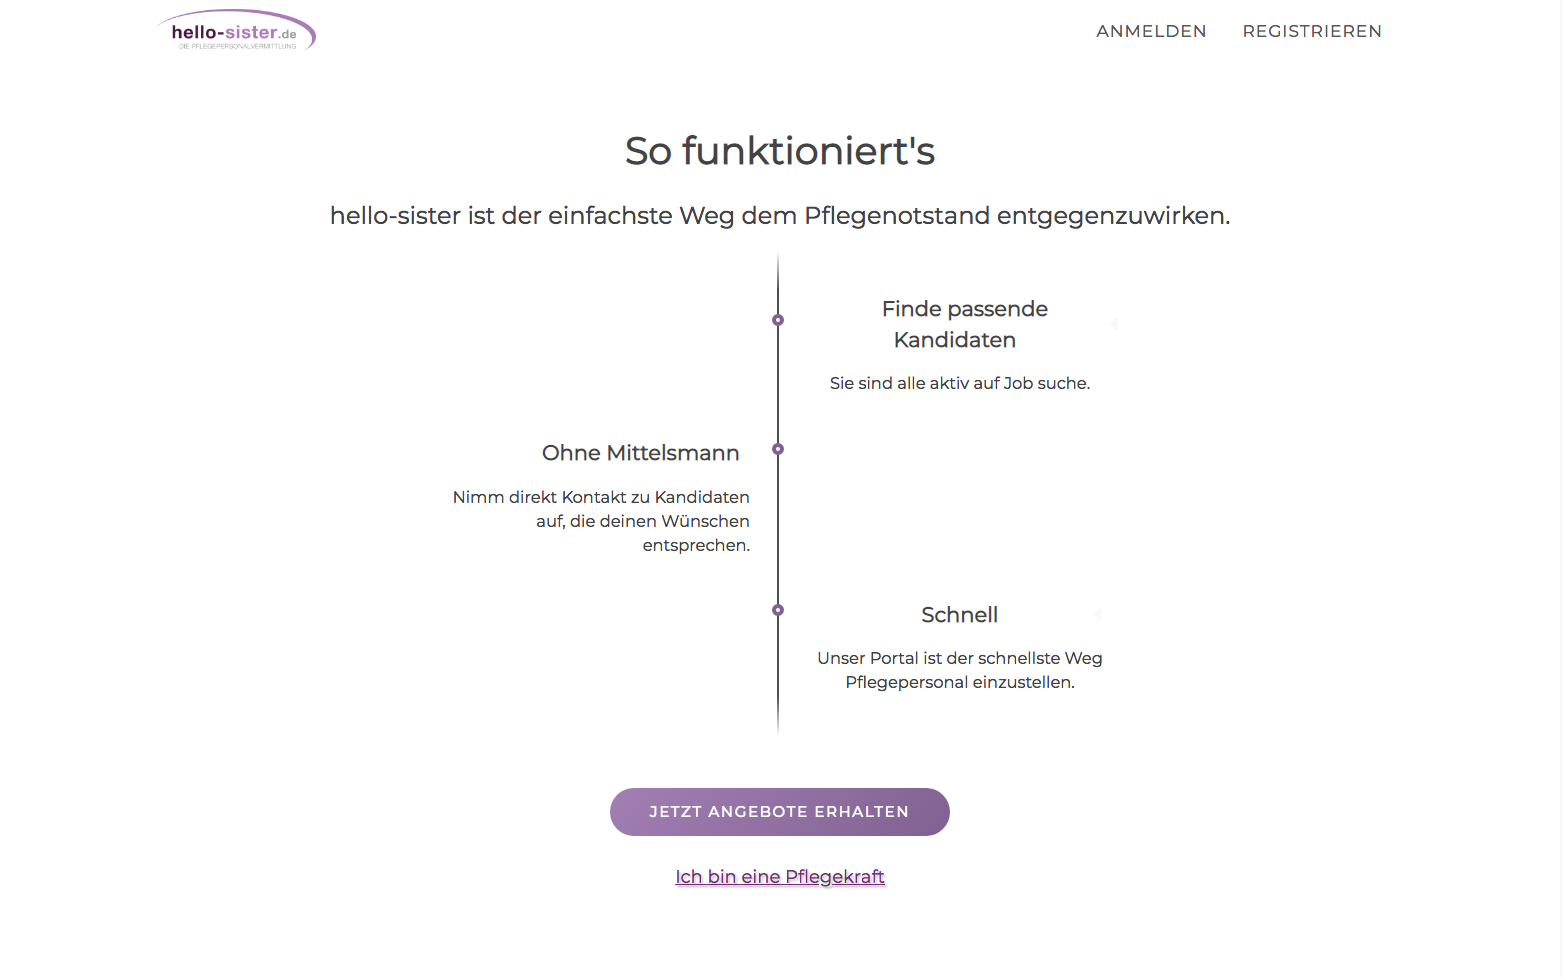 hello-sister.de
DIE PFLEGEPERSONALVERMITTLUNG
ANMELDEN
REGISTRIEREN
So funktioniert's
hello-sister ist der einfachste Weg dem Pflegenotstand entgegenzuwirken.
Finde passende
Kandidaten
Sie sind alle aktiv auf Job suche.
Ohne Mittelsmann
Nimm direkt Kontakt zu Kandidaten
auf, die deinen Wünschen
entsprechen.
Schnell
Unser Portal ist der schnellste Weg
Pflegepersonal einzustellen.
JETZT ANGEBOTE ERHALTEN
Ich bin eine Pflegekraft